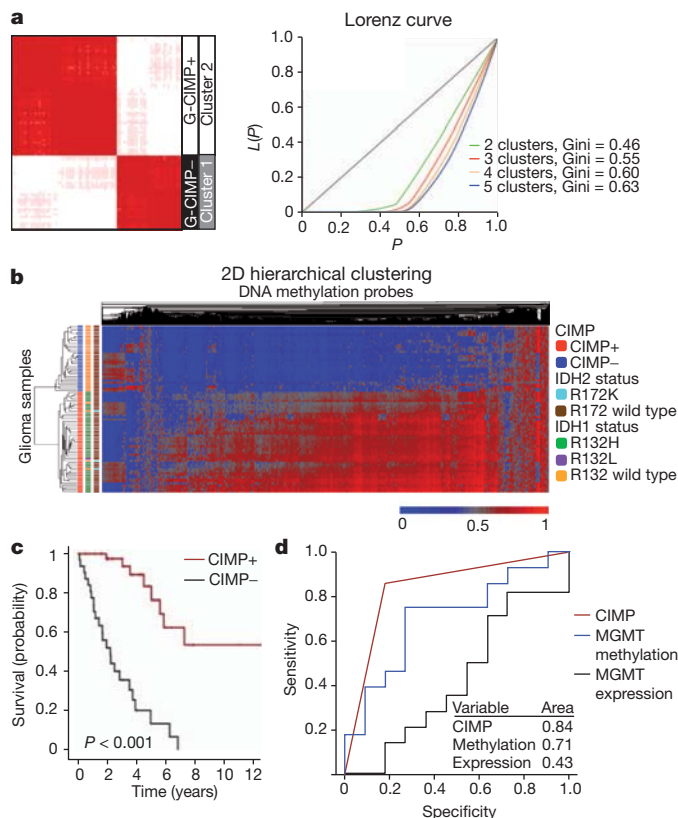 a
G-CIMP+
Cluster 2
G-CIMP–
Cluster 1
Lorenz curve
1.0
0.8
0.6
0.4
0.2
0
L(P)
0 0.2 0.4 0.6 0.8 1.0
P
2 clusters, Gini = 0.46
3 clusters, Gini = 0.55
4 clusters, Gini = 0.60
5 clusters, Gini = 0.63
b
2D hierarchical clustering
DNA methylation probes
Glioma samples
CIMP
CIMP+
CIMP–
IDH2 status
R172K
R172 wild type
IDH1 status
R132H
R132L
R132 wild type
0 0.5 1
c
1
0.8
0.6
0.4
0.2
0
Survival (probability)
CIMP+
CIMP–
P < 0.001
0 2 4 6 8 10 12
Time (years)
d
1.0
0.8
0.6
0.4
0.2
Sensitivity
0 0.2 0.4 0.6 0.8 1.0
Specificity
CIMP
MGMT
methylation
MGMT
expression
Variable Area
CIMP 0.84
Methylation 0.71
Expression 0.43